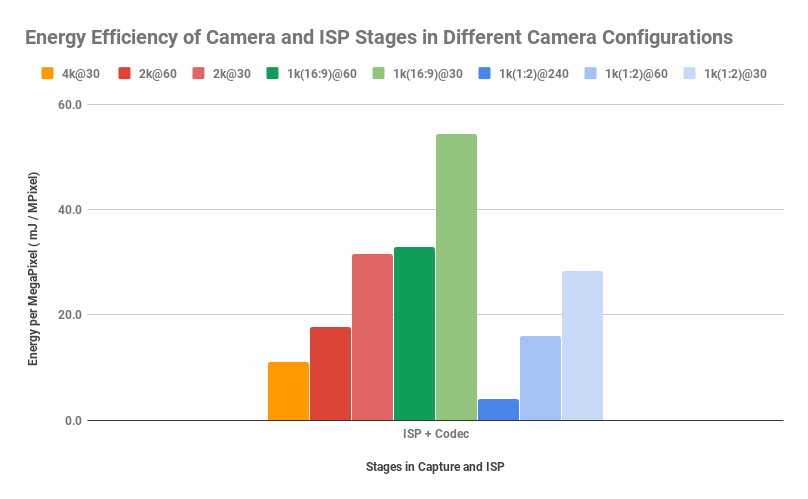 Energy Efficiency of Camera and ISP Stages in Different Camera Configurations
4k@30 2k@60 2k@30 1k(16:9)@60 1k(16:9)@30 1k(1:2)@240 1k(1:2)@60 1k(1:2)@30
Energy per MegaPixel ( mJ / MPixel)
60.0
40.0
20.0
0.0
ISP + Codec
Stages in Capture and ISP